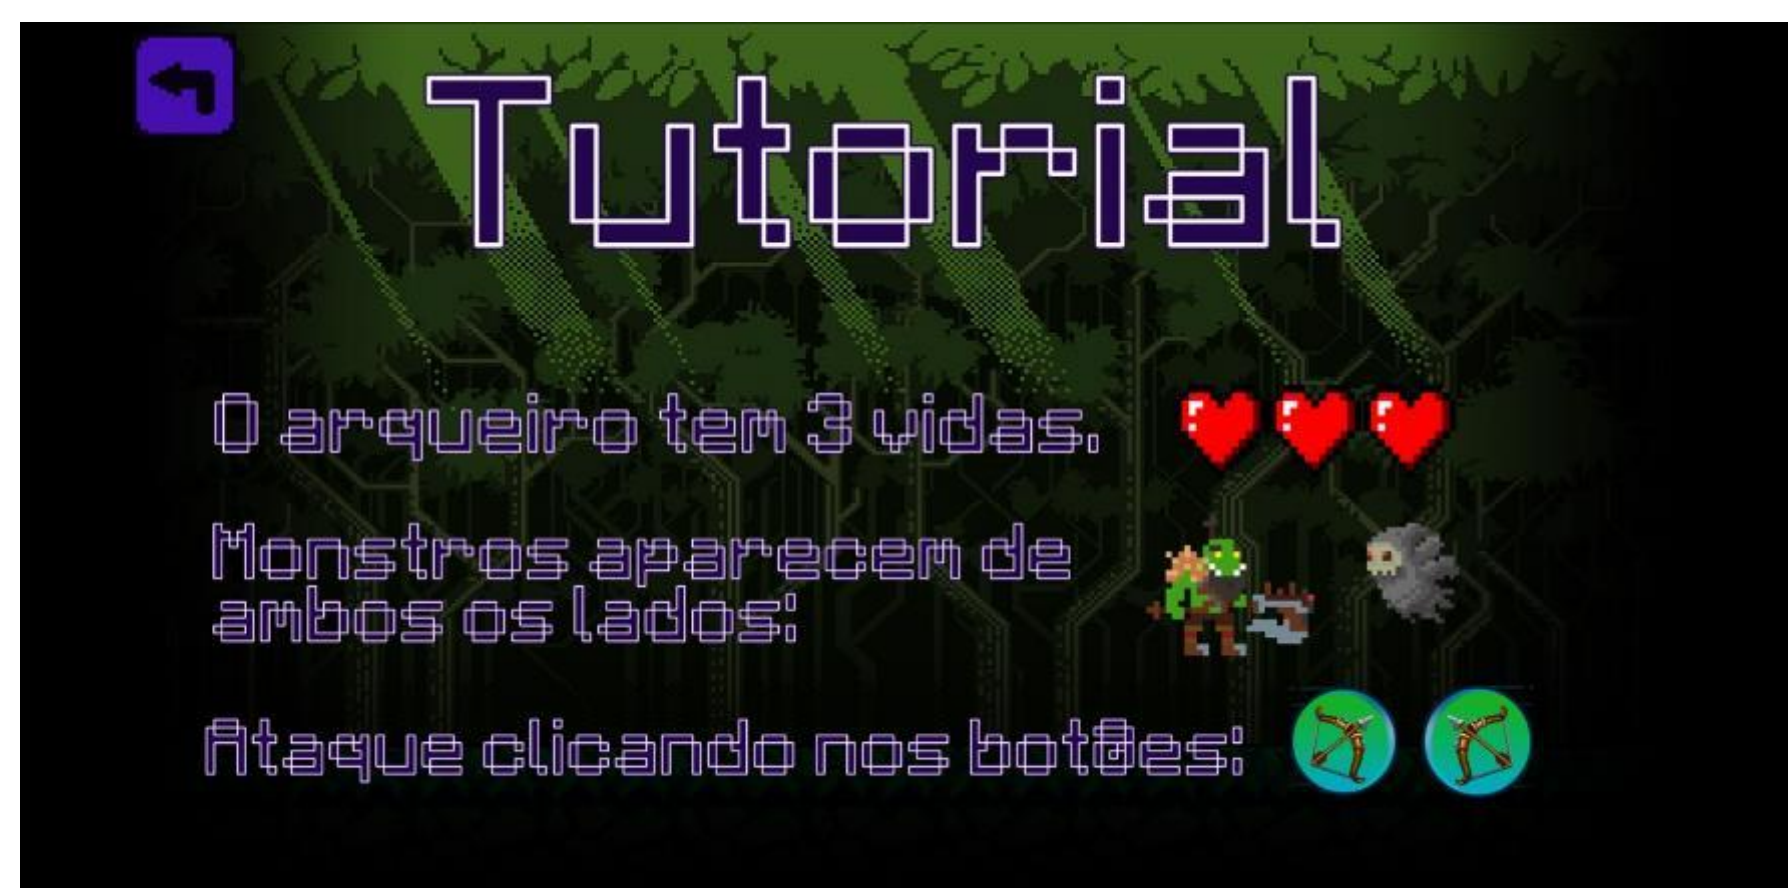 Tutorial
O arqueiro tem 3 vidas.
Monstros aparecem de
ambos os lados:
Ataque clicando nos botões: